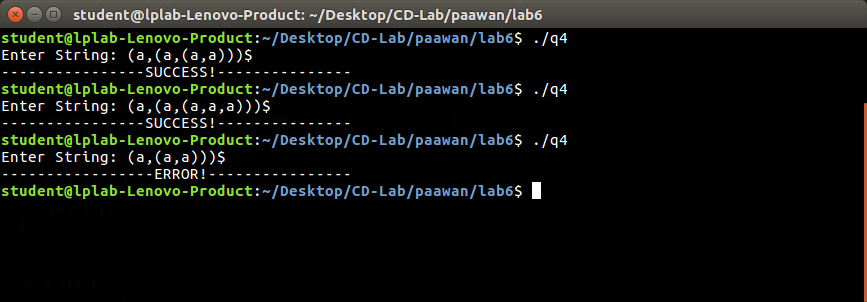 student@lplab-Lenovo-Product: ~/Desktop/CD-Lab/paawan/lab6
student@lplab-Lenovo-Product:~/Desktop/CD-Lab/paawan/lab6$ ./q4
Enter String: (a,(a,(a,a)))$
----------------SUCCESS!---------------
student@lplab-Lenovo-Product:~/Desktop/CD-Lab/paawan/lab6$ ./q4
Enter String: (a,(a,(a,a,a)))$
----------------SUCCESS!---------------
student@lplab-Lenovo-Product:~/Desktop/CD-Lab/paawan/lab6$ ./q4
Enter String: (a,(a,a)))$
-----------------ERROR!----------------
student@lplab-Lenovo-Product:~/Desktop/CD-Lab/paawan/lab6$